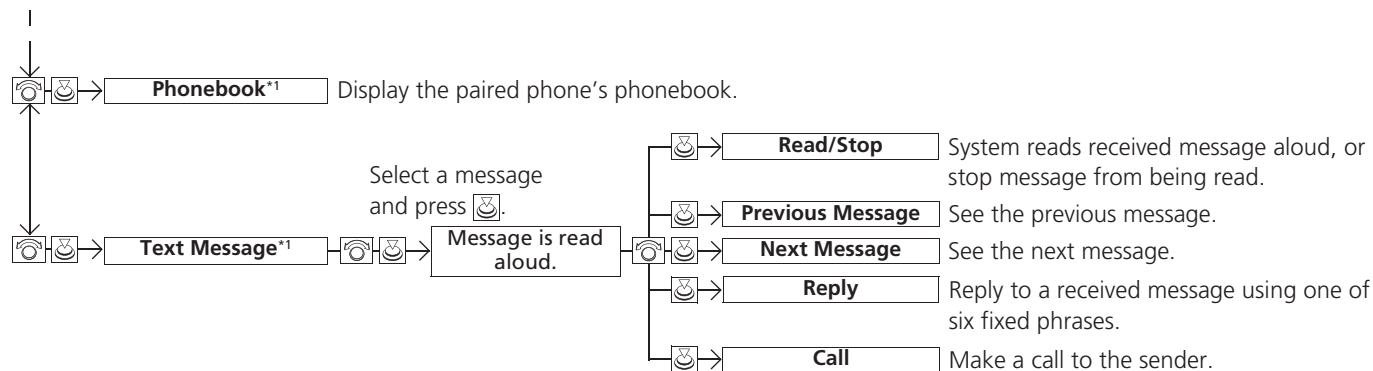 Phonebook*1
Display the paired phone's phonebook.
Select a message
and press
.
Text Message*1
Message is read
aloud.
Read/Stop
System reads received message aloud, or
stop message from being read.
Previous Message
See the previous message.
Next Message
See the next message.
Reply
Reply to a received message using one of
six fixed phrases.
Call
Make a call to the sender.